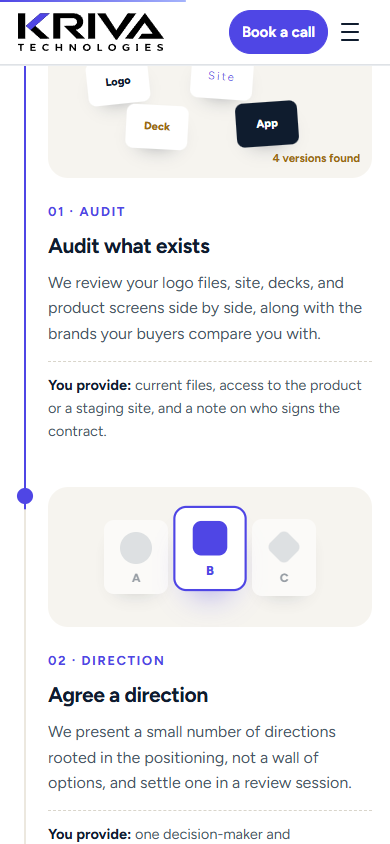 KRIVA
TECHNOLOGIES
Book a call
Logo
Site
Deck
App
4 versions found
01 · AUDIT
Audit what exists
We review your logo files, site, decks, and
product screens side by side, along with the
brands your buyers compare you with.
You provide: current files, access to the product
or a staging site, and a note on who signs the
contract.
A
B
C
02 · DIRECTION
Agree a direction
We present a small number of directions
rooted in the positioning, not a wall of
options, and settle one in a review session.
You provide: one decision-maker and